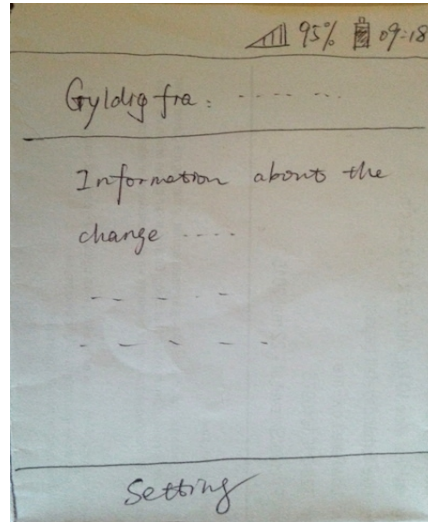 95% 09:18
Gyldig fra: ---- ---
Information about the
change ----
-- -- - -
- - - - -
Setting